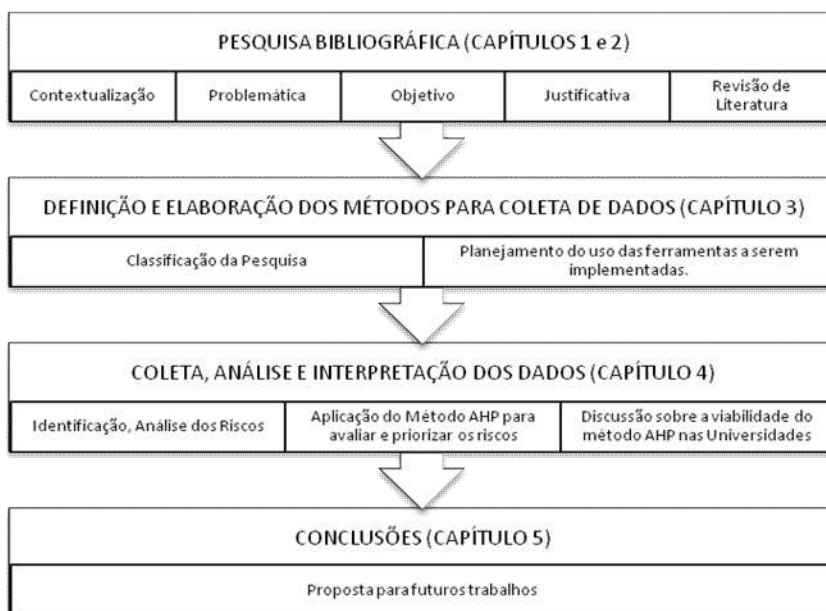 PESQUISA BIBLIOGRÁFICA (CAPÍTULOS 1 e 2)
Contextualização
Problemática
Objetivo
Justificativa
Revisão de
Literatura
DEFINIÇÃO E ELABORAÇÃO DOS MÉTODOS PARA COLETA DE DADOS (CAPÍTULO 3)
Classificação da Pesquisa
Planejamento do uso das ferramentas a serem
implementadas.
COLETA, ANÁLISE E INTERPRETAÇÃO DOS DADOS (CAPÍTULO 4)
Identificação, Análise dos Riscos
Aplicação do Método AHP para
avaliar e priorizar os riscos
Discussão sobre a viabilidade do
método AHP nas Universidades
CONCLUSÕES (CAPÍTULO 5)
Proposta para futuros trabalhos